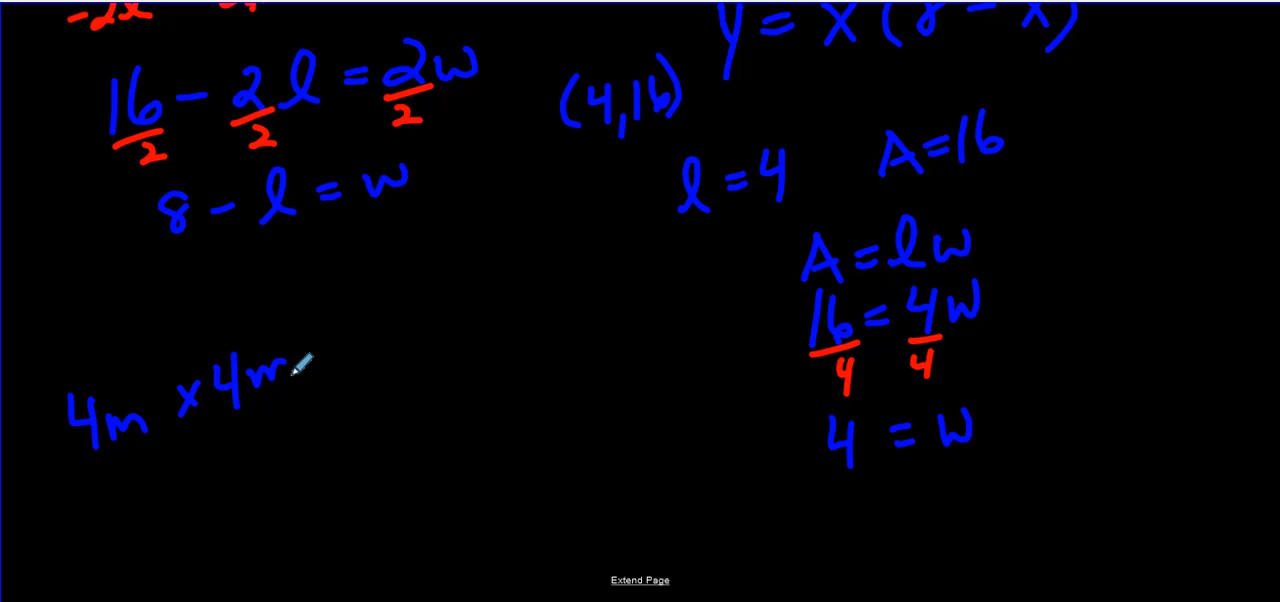 -2l
16 - 2l = 2w
2 2 2
8 - l = w
4m x 4m
y = x (8 - x)
(4,16)
l = 4
A = 16
A = lw
16 = 4w
4 4
4 = w
Extend Page